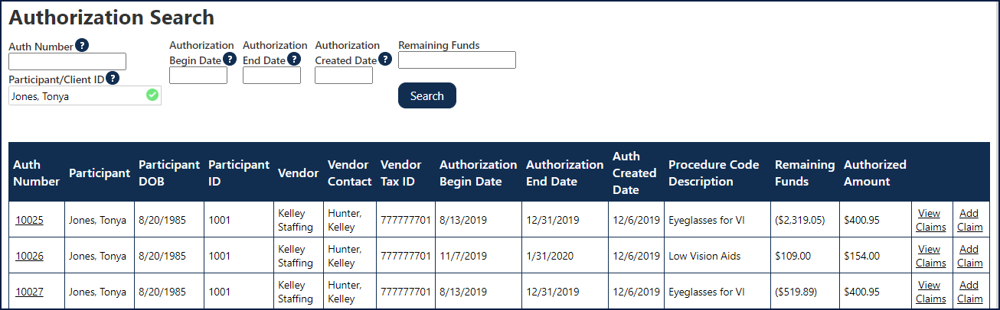 Authorization Search
Auth Number ?
Participant/Client ID ?
Jones, Tonya
Authorization
Begin Date ?
Authorization
End Date ?
Authorization
Created Date ?
Remaining Funds
Search
Auth
Number
Participant
Participant
DOB
Participant
ID
Vendor
Vendor
Contact
Vendor
Tax ID
Authorization
Begin Date
Authorization
End Date
Auth
Created
Date
Procedure Code
Description
Remaining
Funds
Authorized
Amount
10025
Jones, Tonya
8/20/1985
1001
Kelley
Staffing
Hunter,
Kelley
777777701
8/13/2019
12/31/2019
12/6/2019
Eyeglasses for VI
($2,319.05)
$400.95
View
Claims
Add
Claim
10026
Jones, Tonya
8/20/1985
1001
Kelley
Staffing
Hunter,
Kelley
777777701
11/7/2019
1/31/2020
12/6/2019
Low Vision Aids
$109.00
$154.00
View
Claims
Add
Claim
10027
Jones, Tonya
8/20/1985
1001
Kelley
Staffing
Hunter,
Kelley
777777701
8/13/2019
12/31/2019
12/6/2019
Eyeglasses for VI
($519.89)
$400.95
View
Claims
Add
Claim